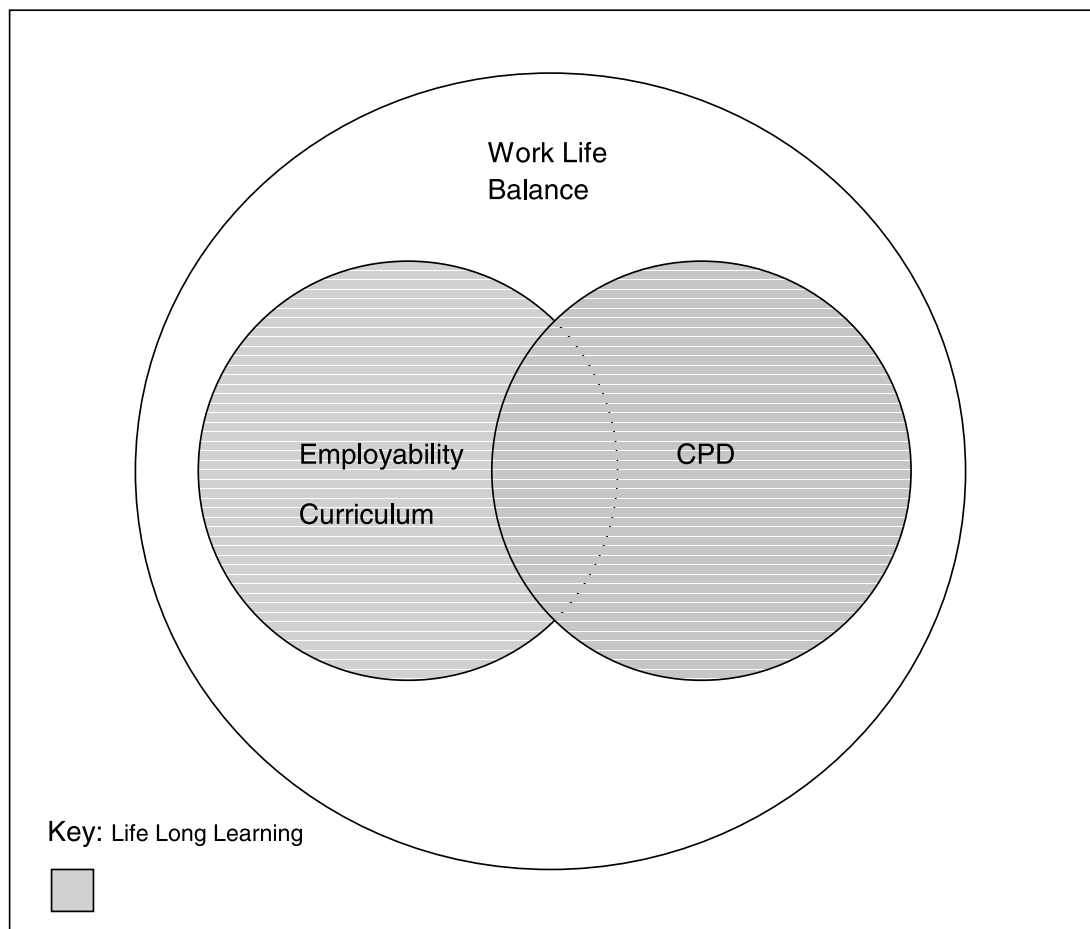 Work Life
Balance
Employability
Curriculum
CPD
Key: Life Long Learning